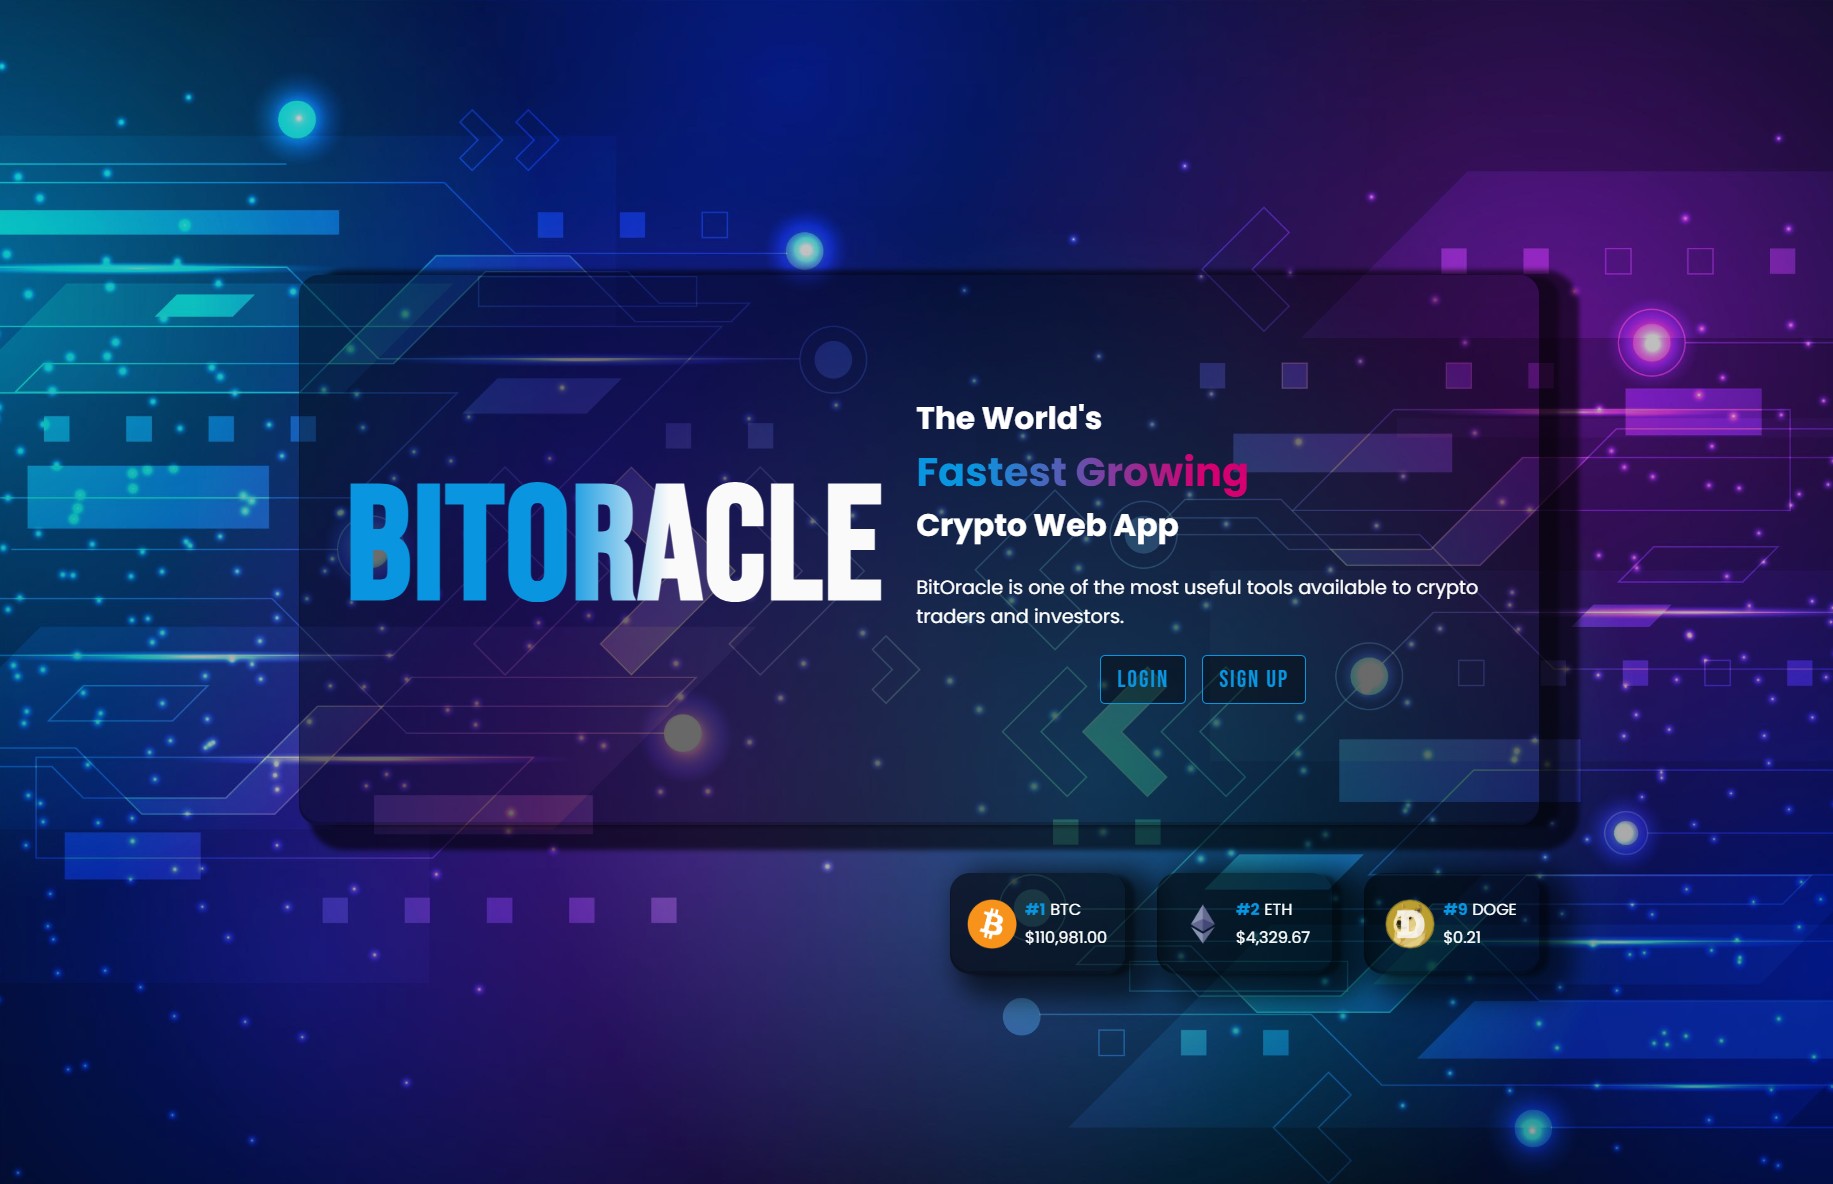 BITORACLE
The World's
Fastest Growing
Crypto Web App
BitOracle is one of the most useful tools available to crypto
traders and investors.
LOGIN SIGN UP
#1 BTC
$110,981.00
#2 ETH
$4,329.67
#9 DOGE
$0.21